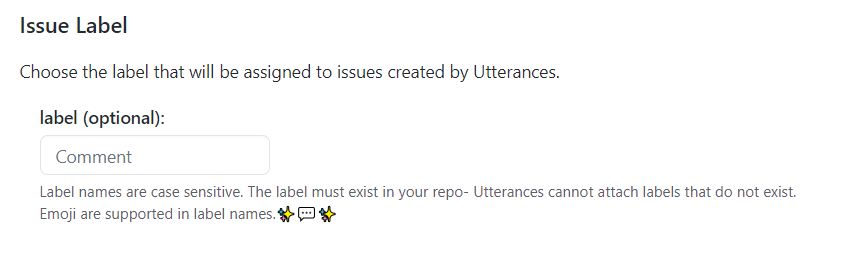 Issue Label
Choose the label that will be assigned to issues created by Utterances.
label (optional):
Comment
Label names are case sensitive. The label must exist in your repo- Utterances cannot attach labels that do not exist.
Emoji are supported in label names.✨💬✨